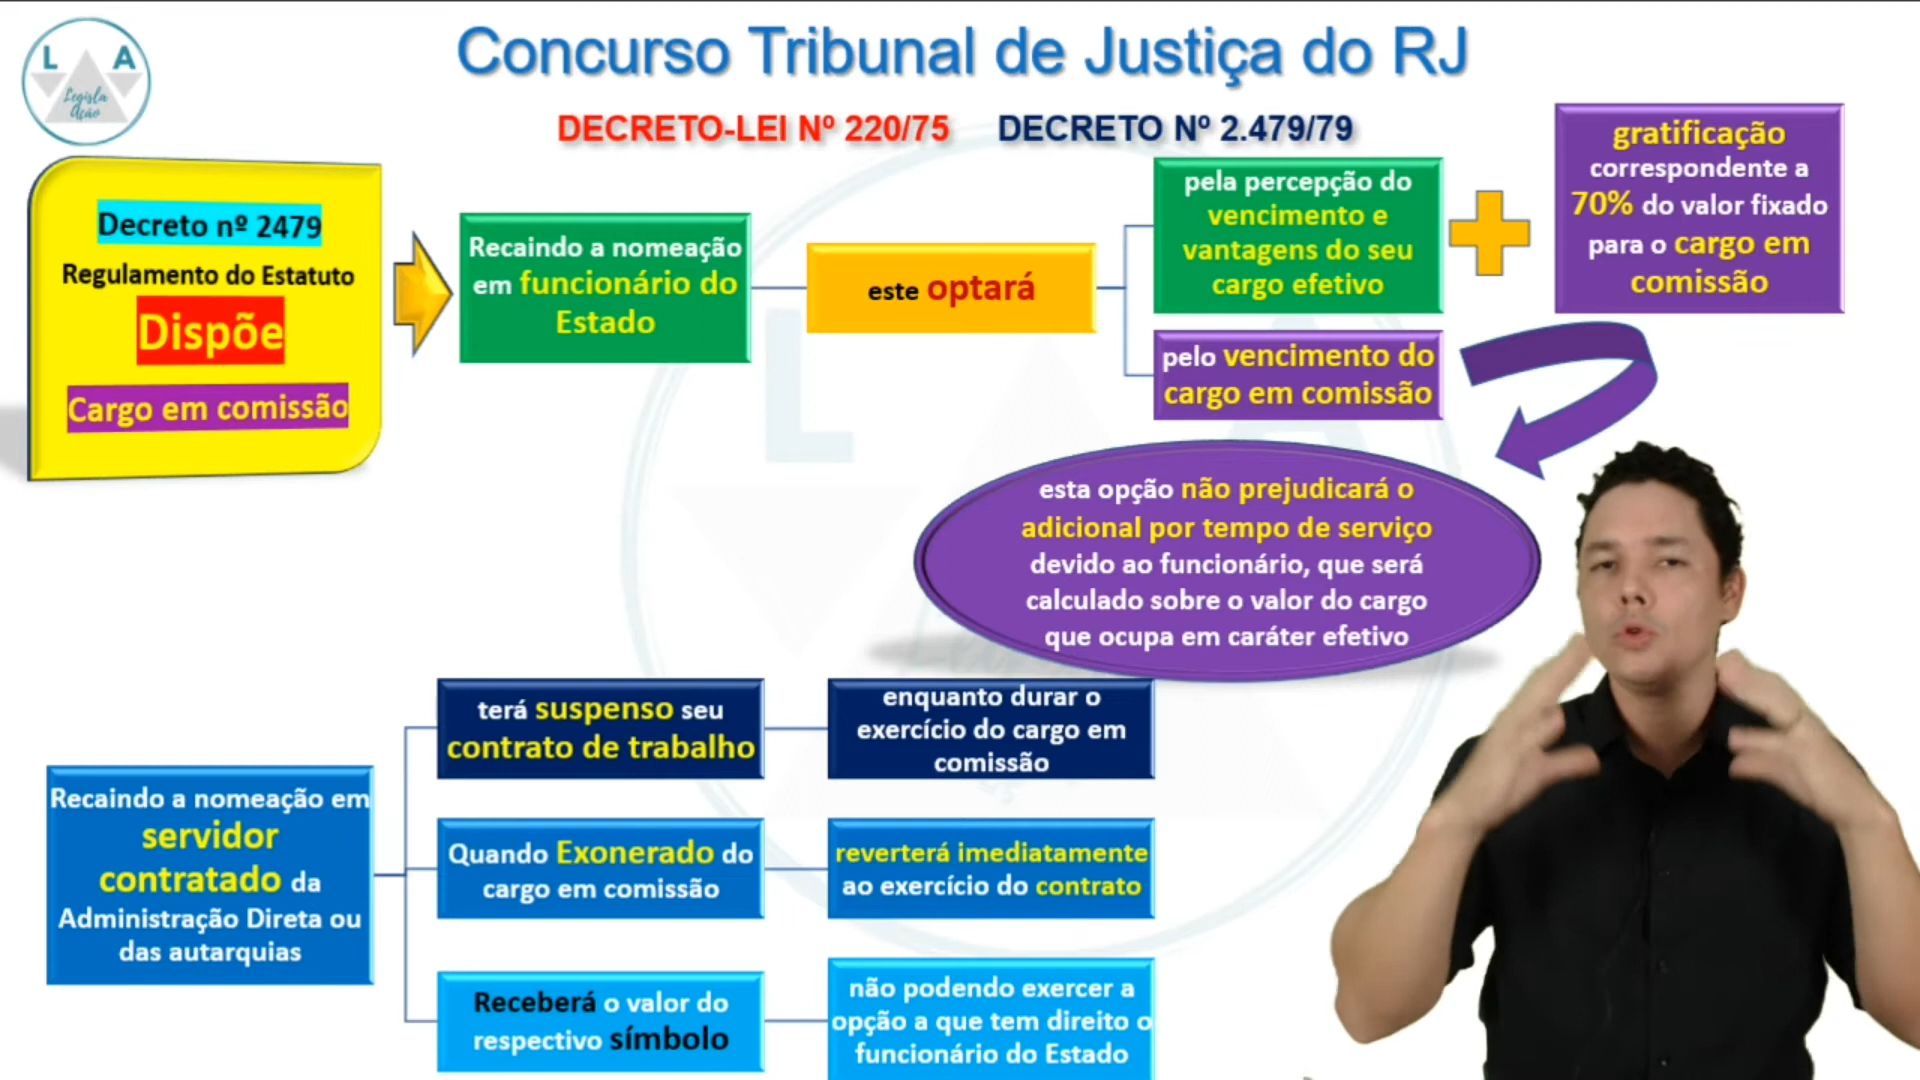 L A
Legisla
Ação
Concurso Tribunal de Justiça do RJ
DECRETO-LEI Nº 220/75 DECRETO Nº 2.479/79
Decreto nº 2479
Regulamento do Estatuto
Dispõe
Cargo em comissão
Recaindo a nomeação
em funcionário do
Estado
este optará
pela percepção do
vencimento e
vantagens do seu
cargo efetivo
gratificação
correspondente a
70% do valor fixado
para o cargo em
comissão
pelo vencimento do
cargo em comissão
esta opção não prejudicará o
adicional por tempo de serviço
devido ao funcionário, que será
calculado sobre o valor do cargo
que ocupa em caráter efetivo
Recaindo a nomeação em
servidor
contratado da
Administração Direta ou
das autarquias
terá suspenso seu
contrato de trabalho
enquanto durar o
exercício do cargo em
comissão
Quando Exonerado do
cargo em comissão
reverterá imediatamente
ao exercício do contrato
Receberá o valor do
respectivo símbolo
não podendo exercer a
opção a que tem direito o
funcionário do Estado